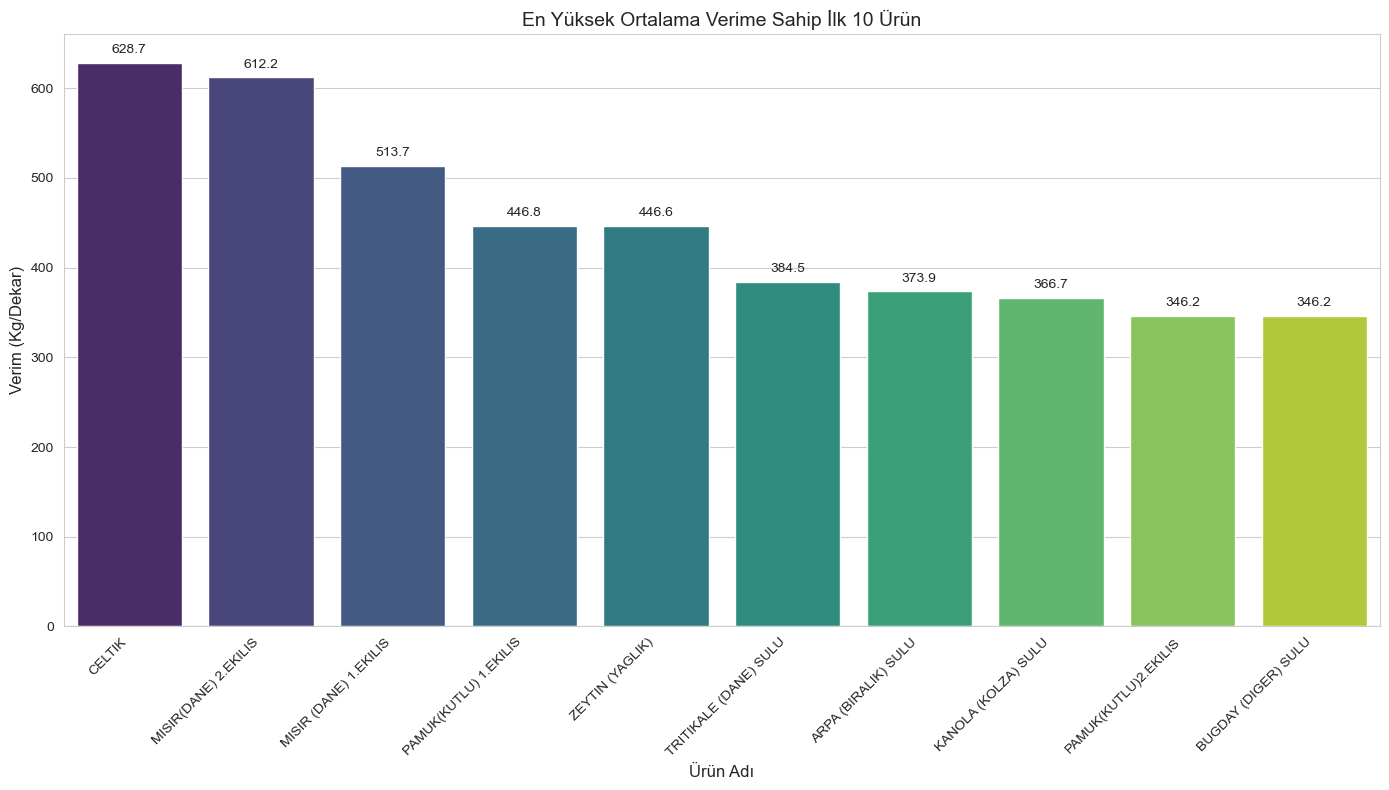 En Yüksek Ortalama Verime Sahip İlk 10 Ürün
Verim (Kg/Dekar)
600
500
400
300
200
100
0
628.7
612.2
513.7
446.8
446.6
384.5
373.9
366.7
346.2
346.2
CELTIK
MISIR(DANE) 2.EKILIS
MISIR (DANE) 1.EKILIS
PAMUK(KUTLU) 1.EKILIS
ZEYTIN (YAGLIK)
TRITIKALE (DANE) SULU
ARPA (BIRALIK) SULU
KANOLA (KOLZA) SULU
PAMUK(KUTLU)2.EKILIS
BUGDAY (DIGER) SULU
Ürün Adı